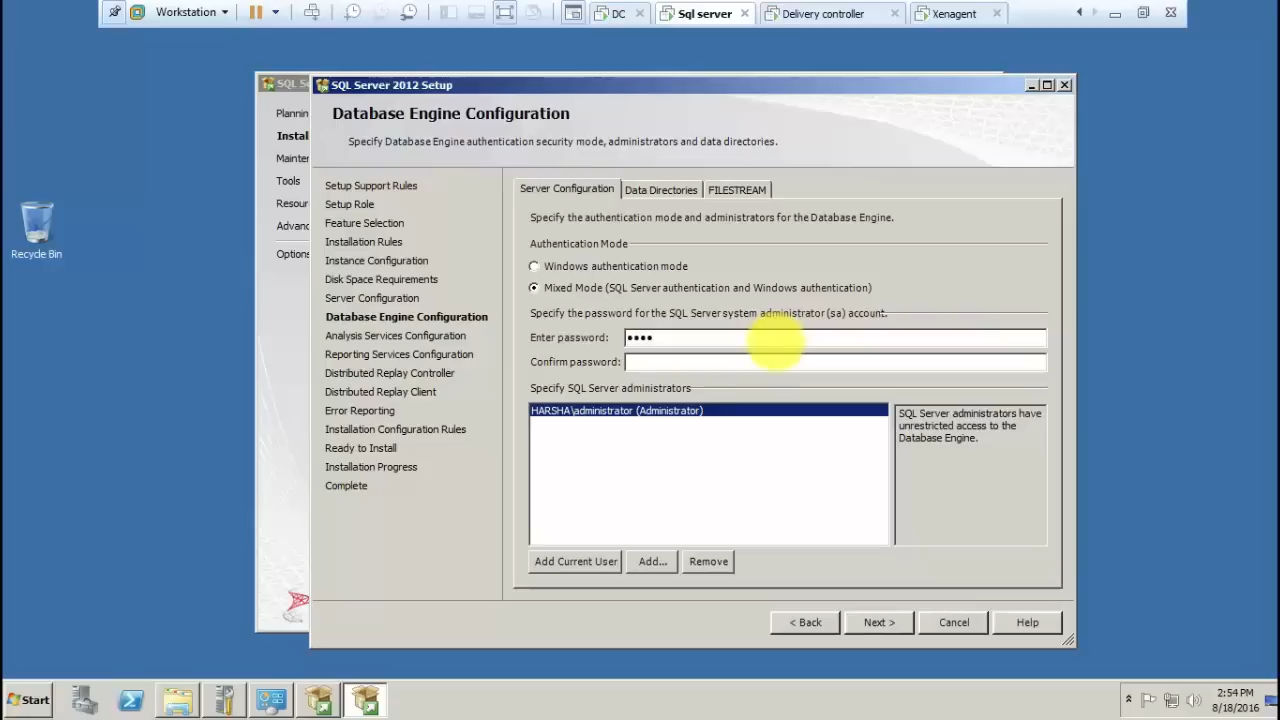 Workstation
DC
Sql server
Delivery controller
Xenagent
SQL Se
SQL Server 2012 Setup
Database Engine Configuration
Specify Database Engine authentication security mode, administrators and data directories.
Plannin
Instal
Mainter
Tools
Resour
Advanc
Options
Setup Support Rules
Setup Role
Feature Selection
Installation Rules
Instance Configuration
Disk Space Requirements
Server Configuration
Database Engine Configuration
Analysis Services Configuration
Reporting Services Configuration
Distributed Replay Controller
Distributed Replay Client
Error Reporting
Installation Configuration Rules
Ready to Install
Installation Progress
Complete
Server Configuration
Data Directories
FILESTREAM
Specify the authentication mode and administrators for the Database Engine.
Authentication Mode
Windows authentication mode
Mixed Mode (SQL Server authentication and Windows authentication)
Specify the password for the SQL Server system administrator (sa) account.
Enter password: ●●●●
Confirm password:
Specify SQL Server administrators
HARSHA\administrator (Administrator)
SQL Server administrators have
unrestricted access to the
Database Engine.
Add Current User
Add...
Remove
< Back
Next >
Cancel
Help
Recycle Bin
Start
2:54 PM
8/18/2016